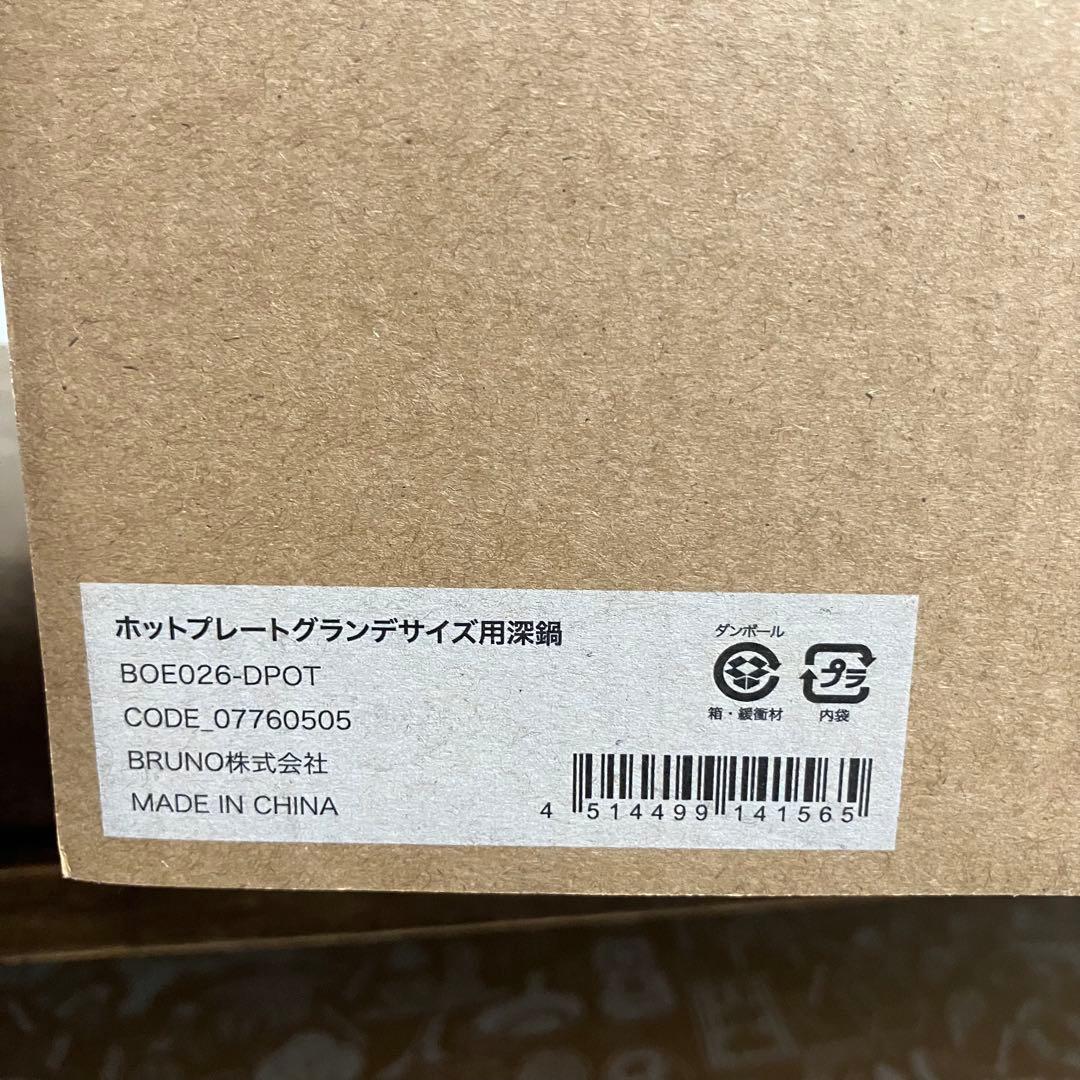 ホットプレートグランデサイズ用深鍋
BOE026-DPOT
CODE_07760505
BRUNO株式会社
MADE IN CHINA
ダンボール
箱・緩衝材
プラ
内袋
4 514499 141565